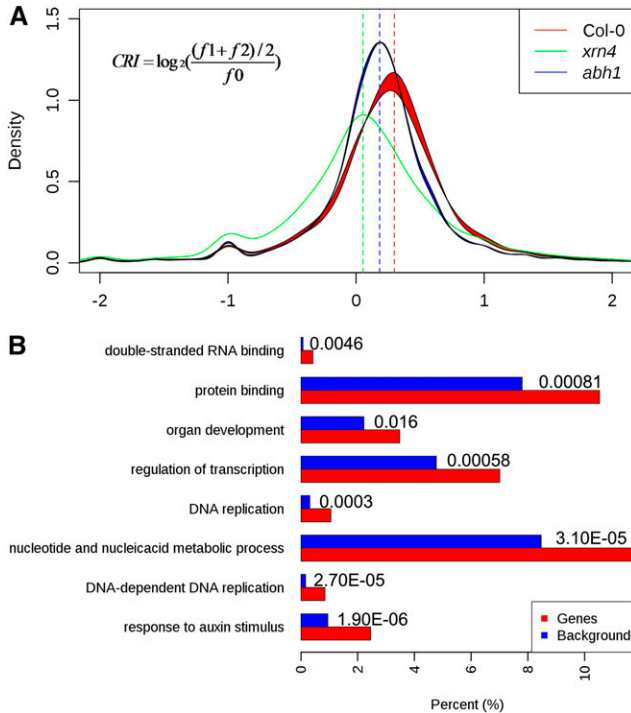 A
1.5
1.0
0.5
0.0
Density
CRI = log2((f1+f2)/2 / f0)
Col-0
xrn4
abh1
-2
-1
0
1
2
B
double-stranded RNA binding
0.0046
protein binding
0.00081
organ development
0.016
regulation of transcription
0.00058
DNA replication
0.0003
nucleotide and nucleicacid metabolic process
3.10E-05
DNA-dependent DNA replication
2.70E-05
response to auxin stimulus
1.90E-06
Genes
Background
0
2
4
6
8
10
Percent (%)